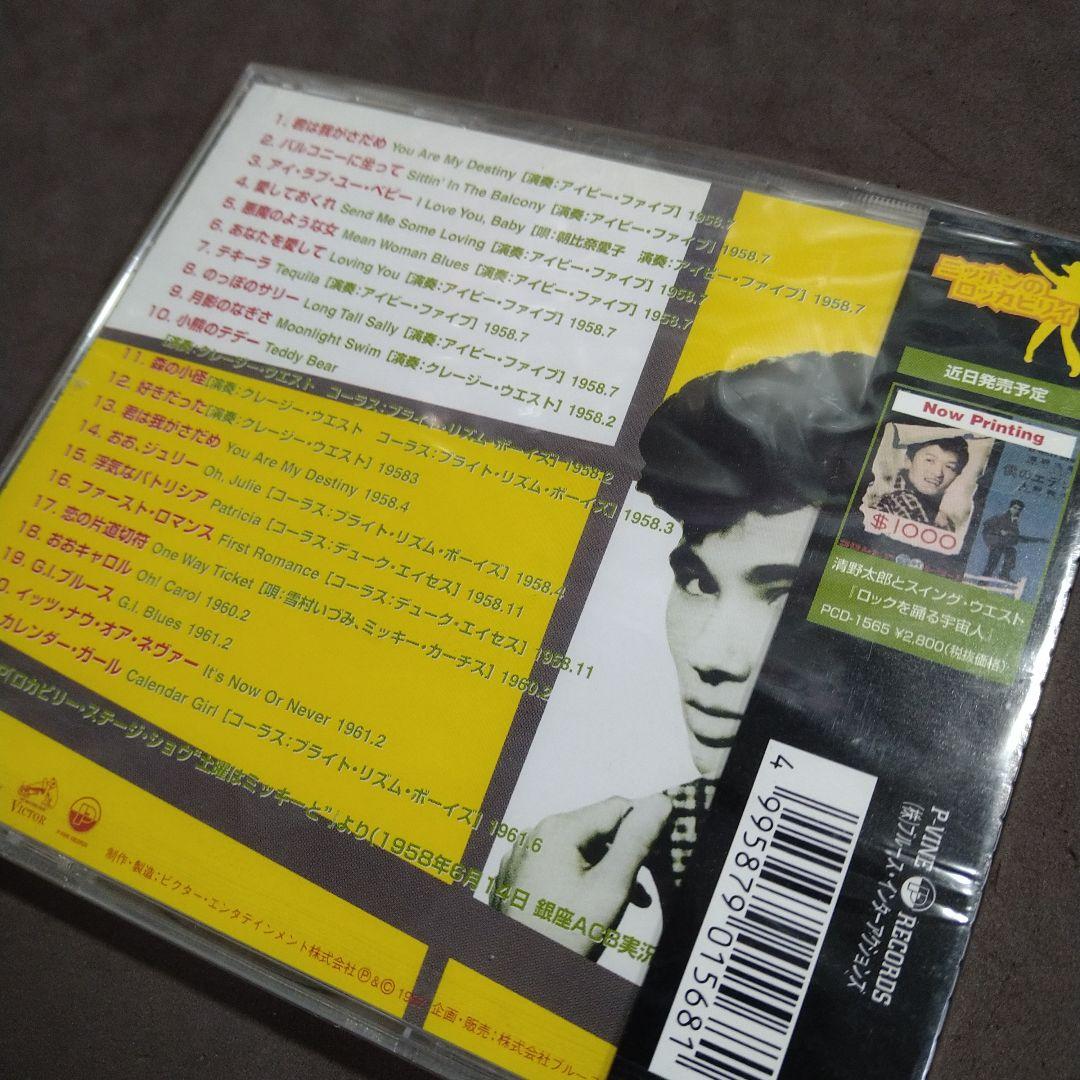 1. 君は我がさだめ You Are My Destiny [演奏:アイビー・ファイブ] 1958.7
2. バルコニーに坐って Sittin' In The Balcony [演奏:アイビー・ファイブ] 1958.7
3. アイ・ラブ・ユー・ベビー I Love You, Baby [唄:朝比奈愛子 演奏:アイビー・ファイブ] 1958.7
4. 愛しておくれ Send Me Some Loving [演奏:アイビー・ファイブ] 1958.7
5. 悪魔のような女 Mean Woman Blues [演奏:アイビー・ファイブ] 1958.7
6. あなたを愛して Loving You [演奏:アイビー・ファイブ] 1958.7
7. テキーラ Tequila [演奏:アイビー・ファイブ] 1958.7
8. のっぽのサリー Long Tall Sally [演奏:アイビー・ファイブ] 1958.7
9. 月影のなぎさ Moonlight Swim [演奏:クレージー・ウエスト] 1958.2
10. 小熊のテデー Teddy Bear
[演奏:クレージー・ウエスト コーラス:ブライト・リズム・ボーイズ] 1958.2
11. 森の小径 [演奏:クレージー・ウエスト コーラス:ブライト・リズム・ボーイズ] 1958.3
12. 好きだった [演奏:クレージー・ウエスト] 19583
13. 君は我がさだめ You Are My Destiny 1958.4
14. おお、ジュリー Oh, Julie [コーラス:ブライト・リズム・ボーイズ] 1958.4
15. 浮気なパトリシア Patricia [コーラス:デューク・エイセス] 1958.11
16. ファースト・ロマンス First Romance [コーラス:デューク・エイセス] 1958.11
17. 恋の片道切符 One Way Ticket [唄:雪村いづみ、ミッキー・カーチス] 1960.2
18. おおキャロル Oh! Carol 1960.2
19. G.I.ブルース G.I. Blues 1961.2
0. イッツ・ナウ・オア・ネヴァー It's Now Or Never 1961.2
カレンダー・ガール Calendar Girl [コーラス:ブライト・リズム・ボーイズ] 1961.6
P(ロカビリー・ステージ・ショウ"土曜はミッキーと"』より(1958年6月14日 銀座ACB実況
VICTOR
制作・製造:ビクター・エンタテインメント株式会社 Ⓟ&Ⓒ 19
企画・販売:株式会社ブルース
ニッポンの
ロッカビリイ
近日発売予定
Now Printing
$1000
清野太郎とスイング・ウエスト
『ロックを踊る宇宙人』
PCD-1565 ¥2,800(税抜価格)
4 995879 015681
P-VINE RECORDS
(株)ブルース・インターアクションズ